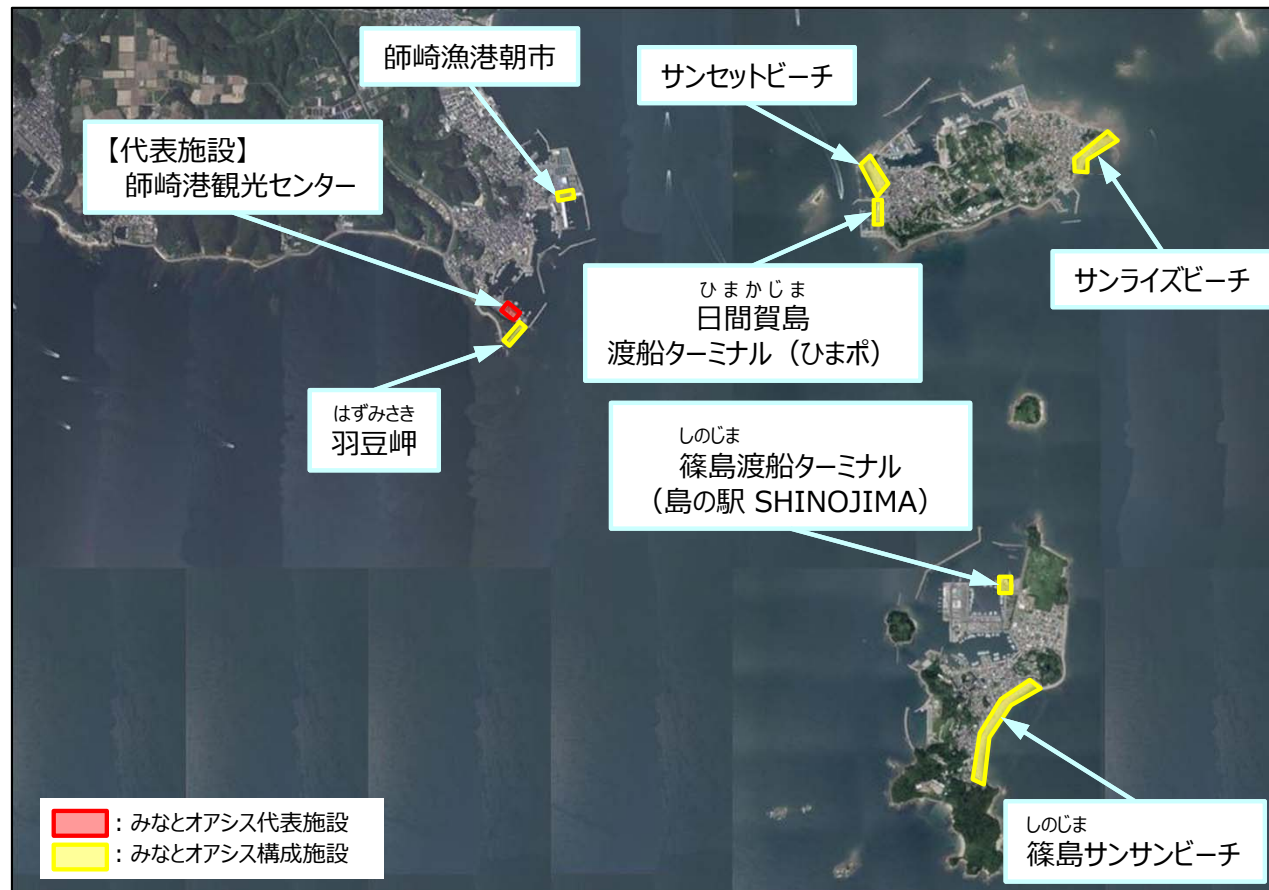 師崎漁港朝市
サンセットビーチ
【代表施設】
師崎港観光センター
サンライズビーチ
ひまかじま
日間賀島
渡船ターミナル（ひまポ）
はずみさき
羽豆岬
しのじま
篠島渡船ターミナル
（島の駅 SHINOJIMA）
しのじま
篠島サンサンビーチ
：みなとオアシス代表施設
：みなとオアシス構成施設